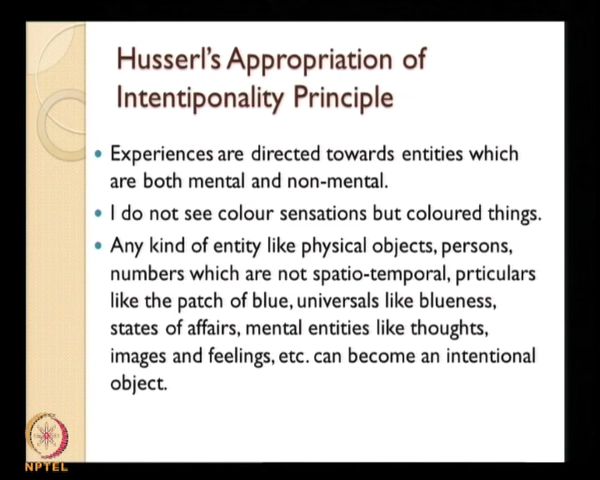 Husserl's Appropriation of
Intentiponality Principle
Experiences are directed towards entities which
are both mental and non-mental.
I do not see colour sensations but coloured things.
Any kind of entity like physical objects, persons,
numbers which are not spatio-temporal, prticulars
like the patch of blue, universals like blueness,
states of affairs, mental entities like thoughts,
images and feelings, etc. can become an intentional
object.
NPTEL